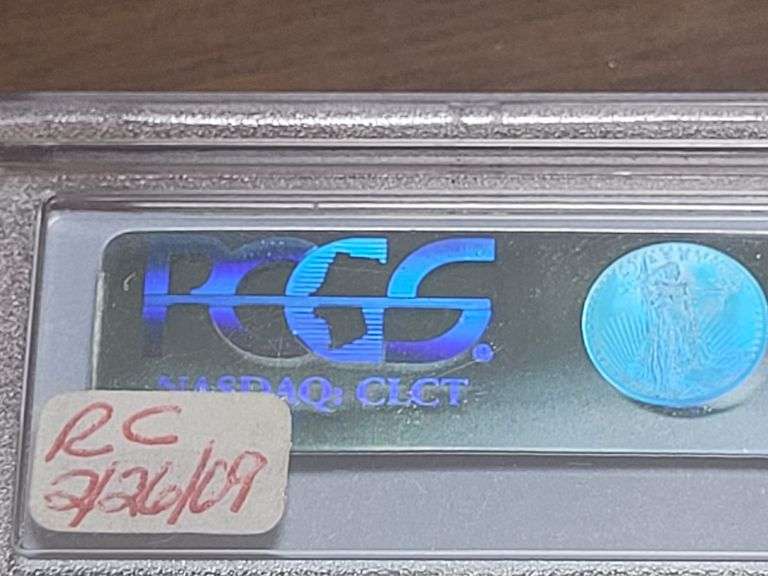 PCGS®
NASDAQ: CLCT
RC
2/26/09